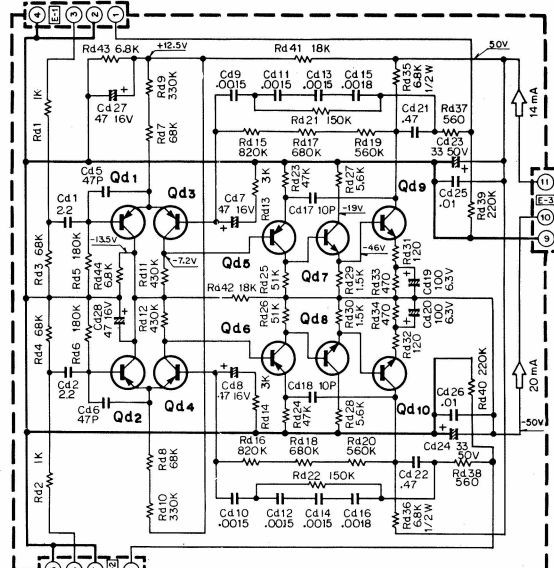 4 E-1 3 2 1
Rd43 6.8K
+12.5V
Rd41 18K
50V
Rd9
330K
Cd9
.0015
Cd11
.0015
Cd13
.0015
Cd15
.0018
Rd35
6.8K
1/2W
1K
Rd1
Cd27
47 16V
Rd7
68K
Rd21 150K
Cd21
.47
Rd37
560
14mA
Rd15
820K
Rd17
680K
Rd19
560K
Cd23
33 50V
Cd5
47P
Qd1
Qd3
Cd7
47 16V
3K
Rd13
Rd23
47K
Rd27
5.6K
Qd9
Cd25
.01
Rd39
220K
11
E-3
10
9
Cd1
2.2
Cd17 10P
-19V
-13.5V
-7.2V
Qd5
-46V
Rd31
120
68K
Rd3
180K
Rd5
Rd44
6.8K
Rd11
430K
Rd25
51K
Qd7
Rd29
1.5K
Rd33
470
Cd19
100
6.3V
Rd42 18K
68K
Rd4
180K
Rd6
Cd28
47 16V
Rd12
430K
Rd26
51K
Rd30
1.5K
Rd34
470
Cd20
100
6.3V
Qd6
Qd8
Rd32
120
Cd2
2.2
Cd6
47P
Qd2
Qd4
Cd8
47 16V
3K
Rd14
Cd18 10P
Rd24
47K
Rd28
5.6K
Qd10
Cd26
.01
Rd40
220K
20mA
-50V
Cd24
33
50V
1K
Rd2
Rd8
68K
Rd16
820K
Rd18
680K
Rd20
560K
Cd22
.47
Rd38
560
Rd22 150K
Rd10
330K
Cd10
.0015
Cd12
.0015
Cd14
.0015
Cd16
.0018
Rd36
6.8K
1/2W